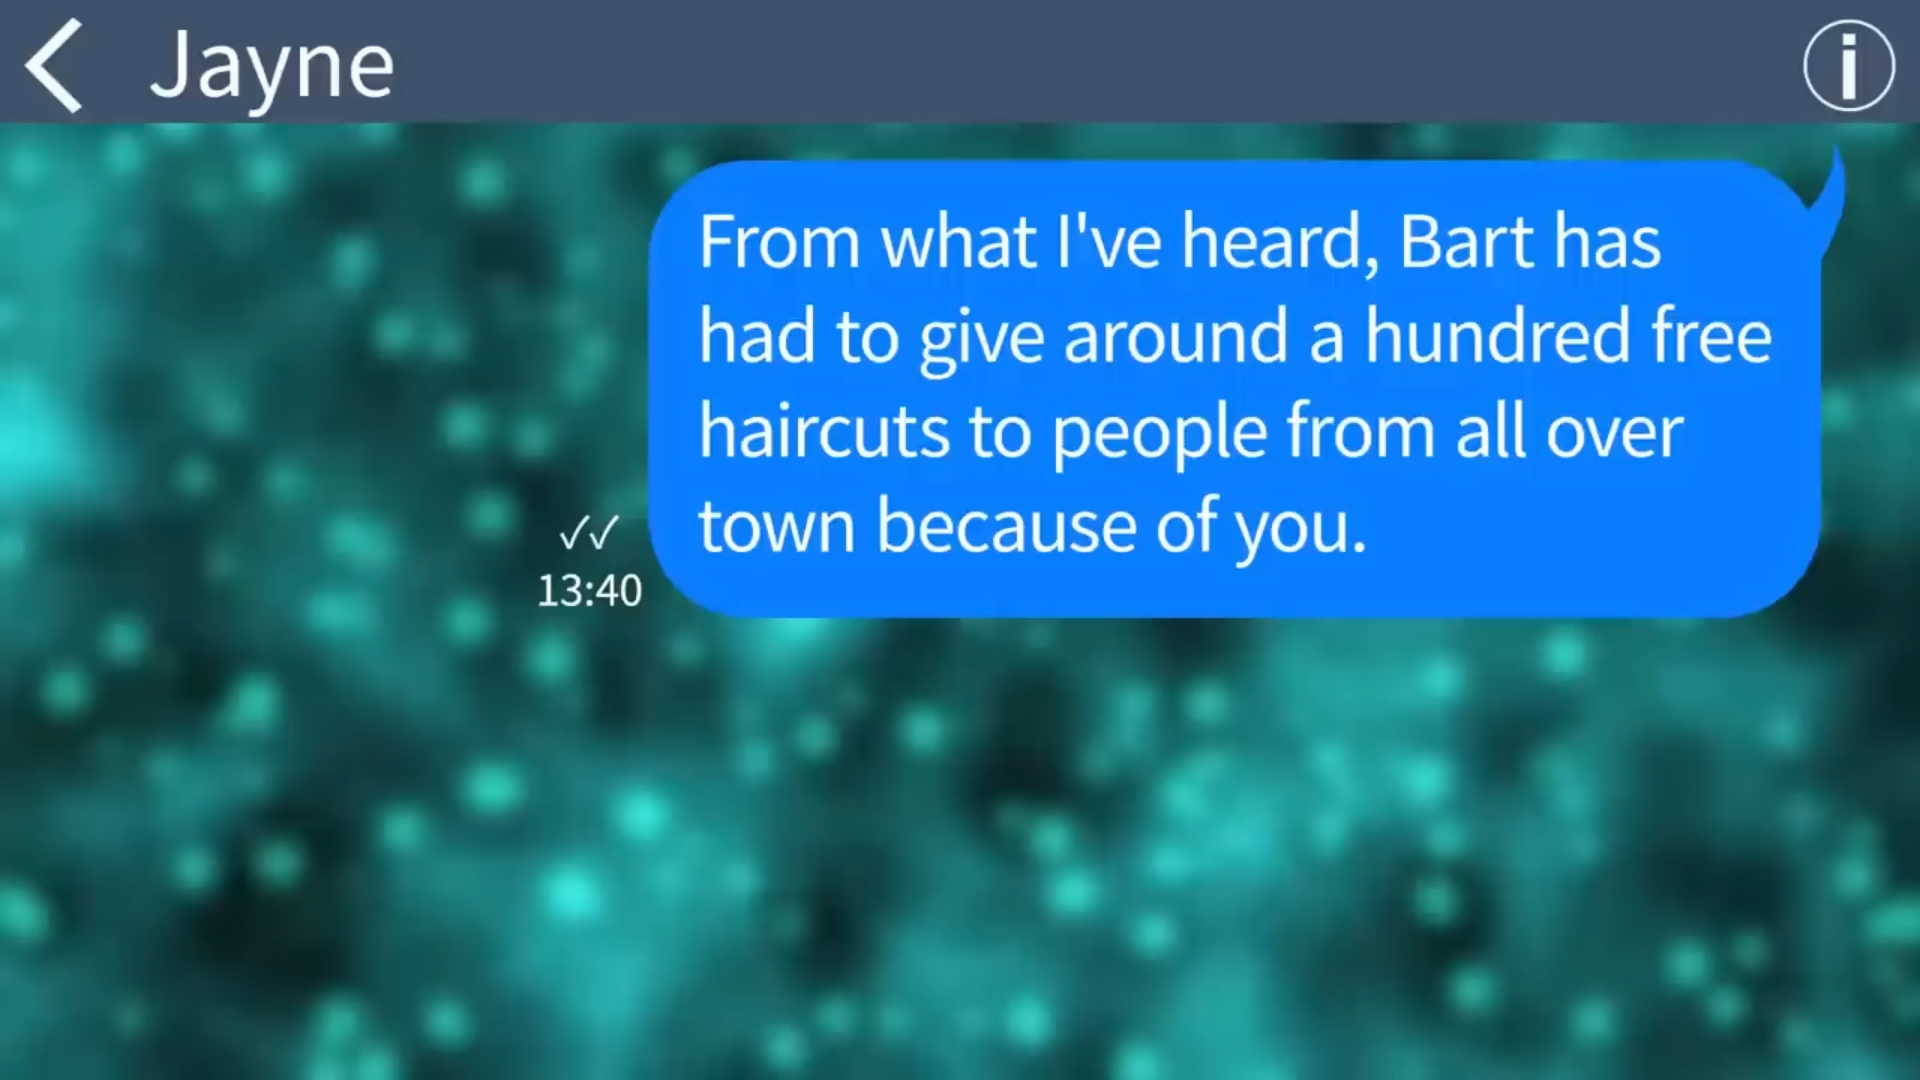 Jayne
From what I've heard, Bart has
had to give around a hundred free
haircuts to people from all over
town because of you.
✓✓
13:40